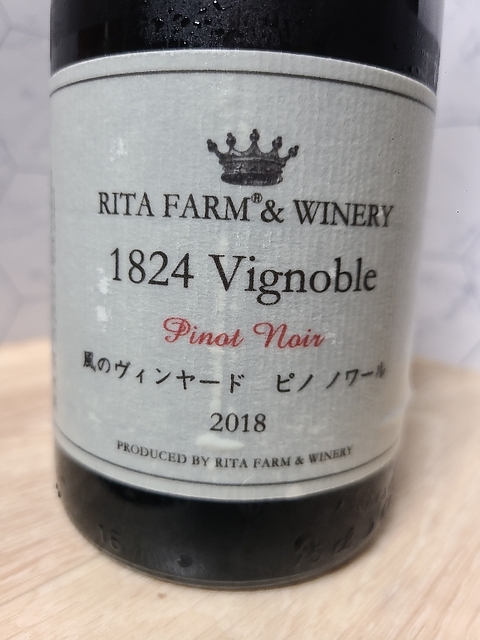 RITA FARM® & WINERY
1824 Vignoble
Pinot Noir
風のヴィンヤード ピノ ノワール
2018
PRODUCED BY RITA FARM & WINERY